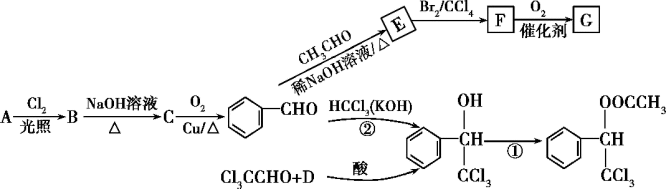 CH₃CHO
稀NaOH溶液/△
E
Br₂/CCl₄
F
O₂
催化剂
G
A
Cl₂
光照
B
NaOH溶液
△
C
O₂
Cu/△
CHO
HCCl₃(KOH)
②
OH
CH
CCl₃
①
OOCCH₃
CH
CCl₃
Cl₃CCHO+D
酸